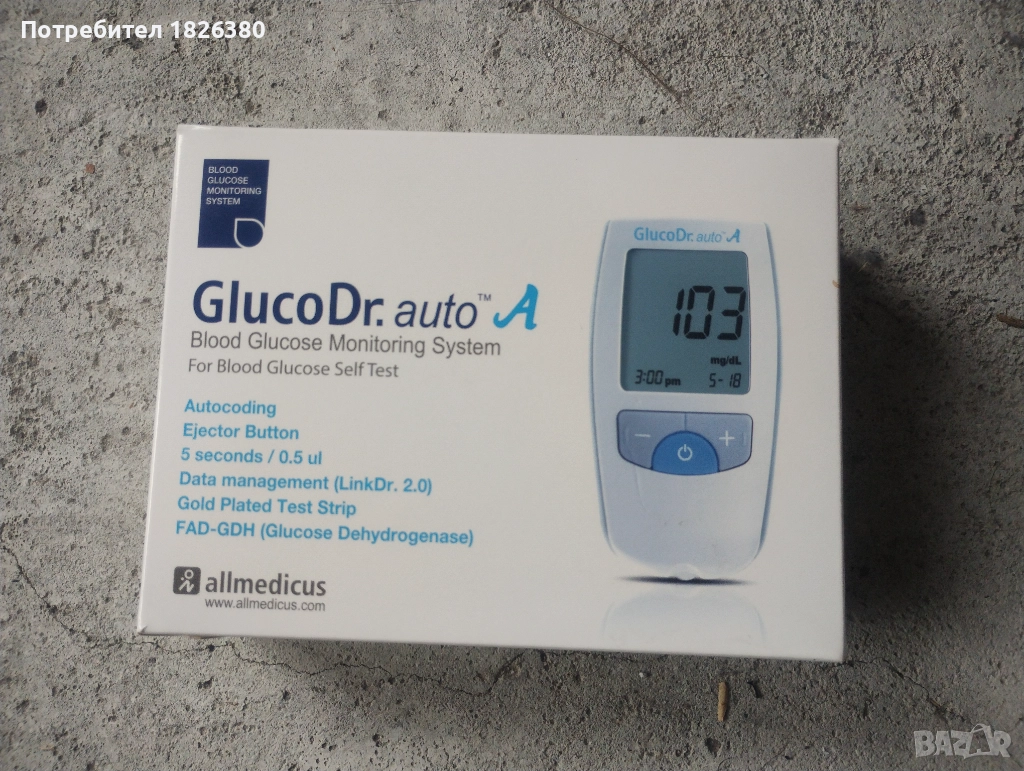 Потребител 1826380
BLOOD
GLUCOSE
MONITORING
SYSTEM
GlucoDr. auto™ A
Blood Glucose Monitoring System
For Blood Glucose Self Test
Autocoding
Ejector Button
5 seconds / 0.5 ul
Data management (LinkDr. 2.0)
Gold Plated Test Strip
FAD-GDH (Glucose Dehydrogenase)
allmedicus
www.allmedicus.com
GlucoDr. auto™ A
103
mg/dL
3:00 pm 5-18
BAZAR